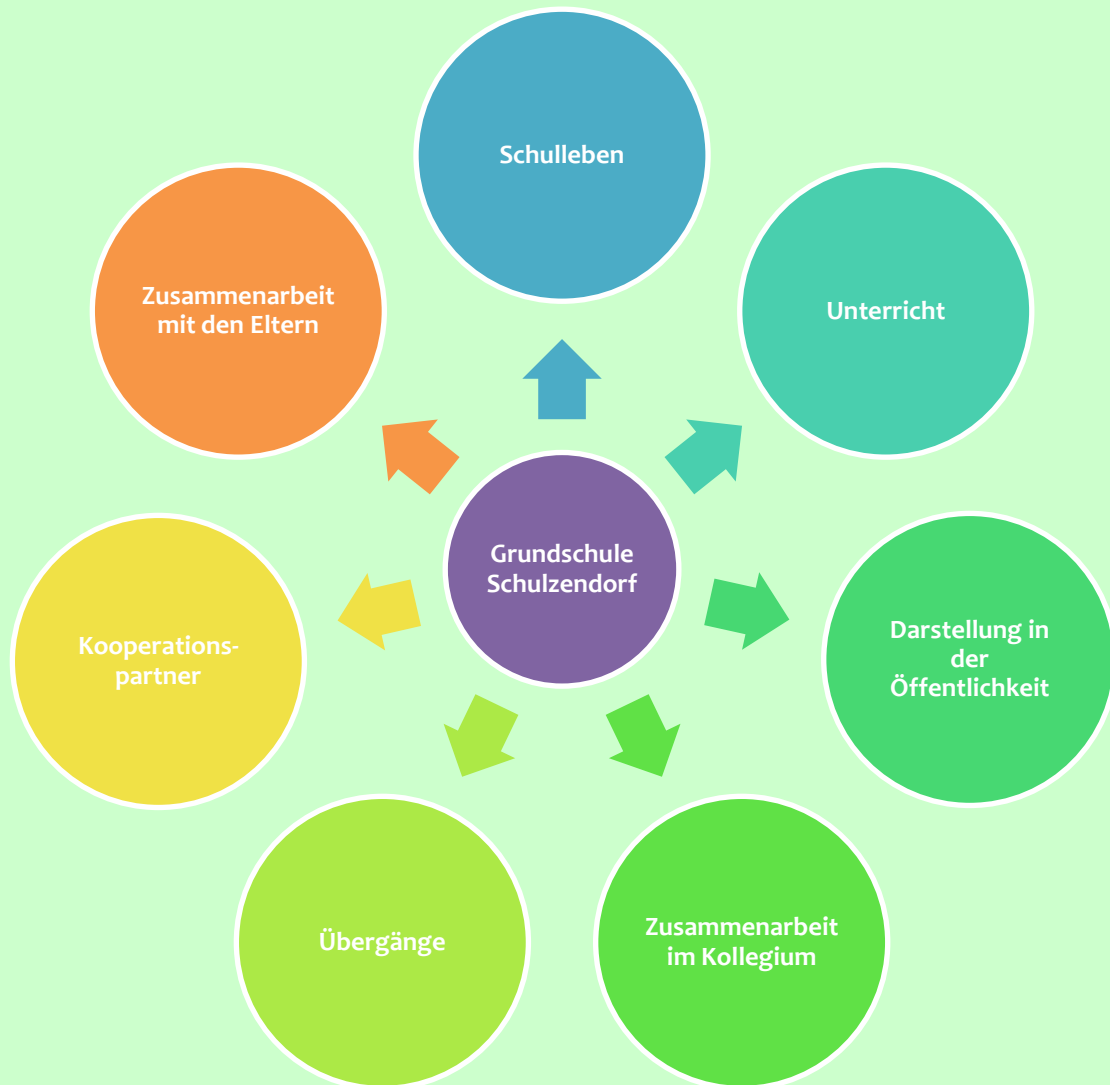 Schulleben
Zusammenarbeit
mit den Eltern
Unterricht
Grundschule
Schulzendorf
Kooperations-
partner
Darstellung in
der
Öffentlichkeit
Übergänge
Zusammenarbeit
im Kollegium